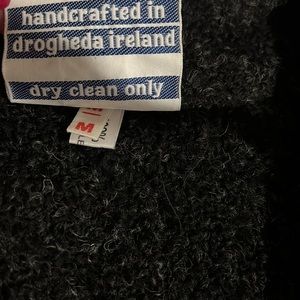 handcrafted in
drogheda ireland
dry clean only
M